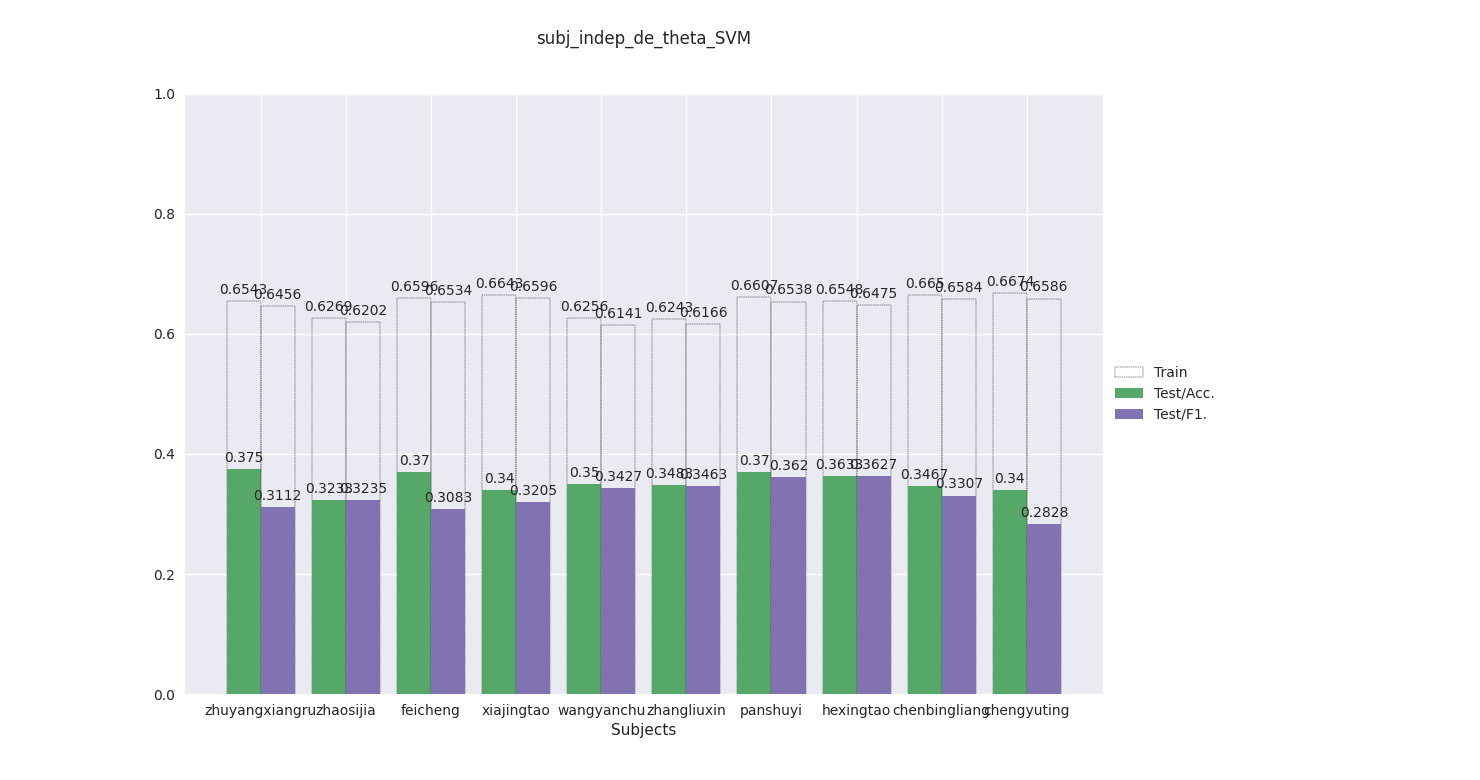 subj_indep_de_theta_SVM
1.0
0.8
0.6
0.4
0.2
0.0
0.6543 0.6456 0.6269 0.6202 0.6596 0.6534 0.6643 0.6596 0.6256 0.6141 0.6243 0.6166 0.6607 0.6538 0.6548 0.6475 0.665 0.6584 0.6674 0.6586
0.375 0.3112 0.3233 0.3235 0.37 0.3083 0.34 0.3205 0.35 0.3427 0.3483 0.3463 0.37 0.362 0.3633 0.3627 0.3467 0.3307 0.34 0.2828
zhuyangxiangru zhaosijia feicheng xiajingtao wangyanchu zhangliuxin panshuyi hexingtao chenbingliang chengyuting
Subjects
Train
Test/Acc.
Test/F1.